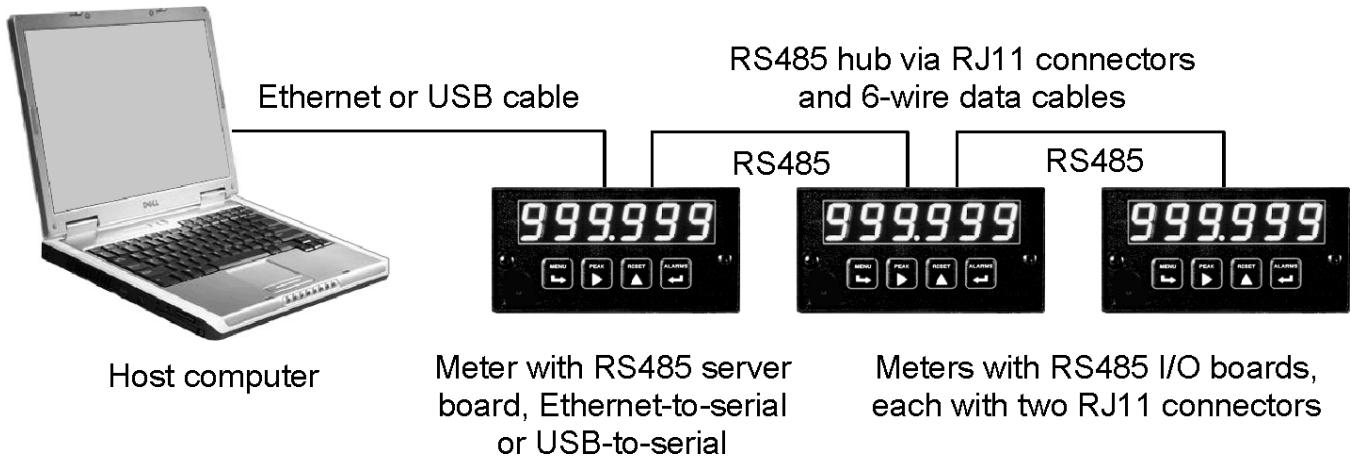 RS485 hub via RJ11 connectors
and 6-wire data cables
Ethernet or USB cable
RS485
RS485
DELL
999.999
999.999
999.999
MENU PEAK RESET ALARMS
MENU PEAK RESET ALARMS
MENU PEAK RESET ALARMS
Host computer
Meter with RS485 server
board, Ethernet-to-serial
or USB-to-serial
Meters with RS485 I/O boards,
each with two RJ11 connectors